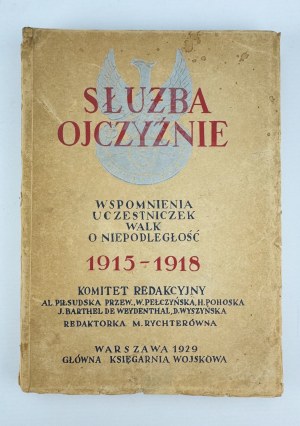 SŁUŻBA
OJCZYŹNIE
WSPOMNIENIA
UCZESTNICZEK
WALK
O NIEPODLEGŁOŚĆ
1915-1918
KOMITET REDAKCYJNY
AL. PIŁSUDSKA PRZEW., W. PEŁCZYŃSKA, H. POHOSKA
J. BARTHEL DE WEYDENTHAL, D. WYSZYŃSKA
REDAKTORKA M. RYCHTERÓWNA
WARSZAWA 1929
GŁÓWNA KSIĘGARNIA WOJSKOWA